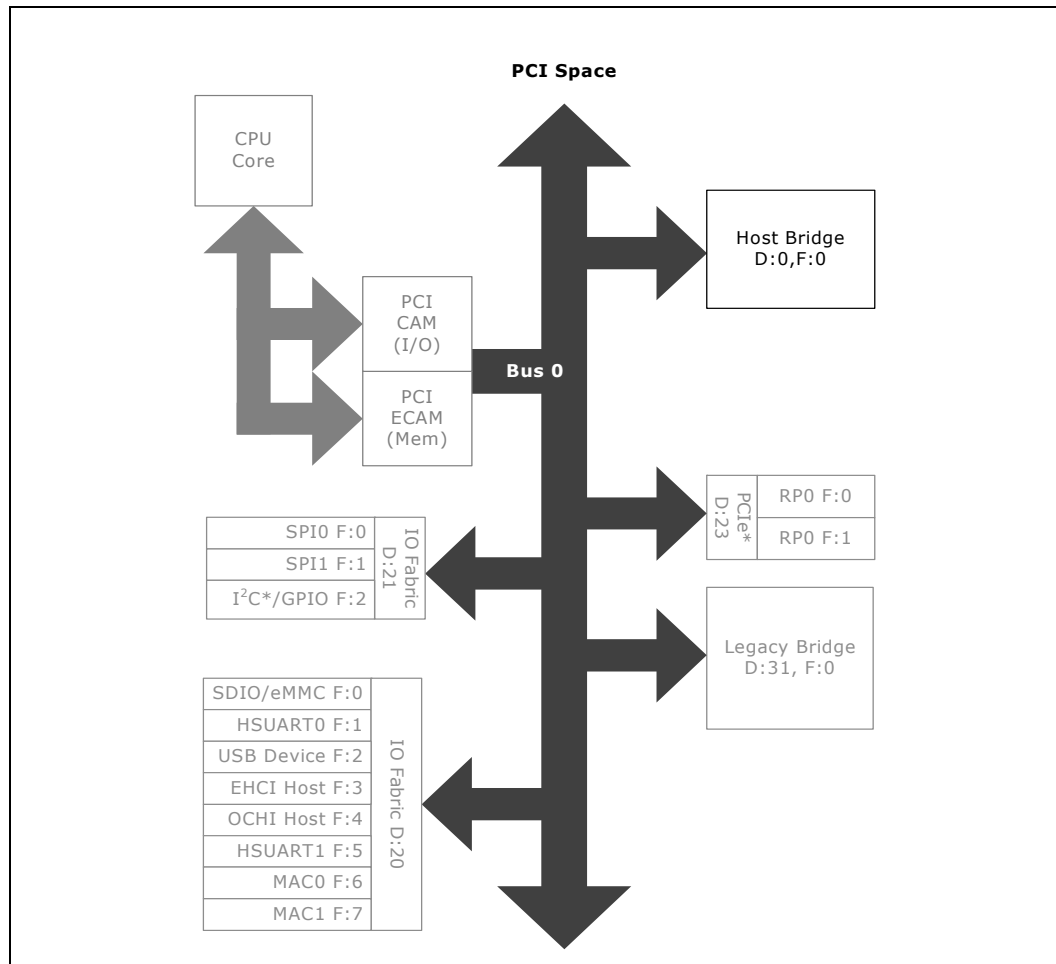 PCI Space
CPU
Core
Host Bridge
D:0,F:0
PCI
CAM
(I/O)
Bus 0
PCI
ECAM
(Mem)
PCIe*
D:23
RP0 F:0
RP0 F:1
SPI0 F:0
SPI1 F:1
I²C*/GPIO F:2
IO Fabric
D:21
Legacy Bridge
D:31, F:0
SDIO/eMMC F:0
HSUART0 F:1
USB Device F:2
EHCI Host F:3
OCHI Host F:4
HSUART1 F:5
MAC0 F:6
MAC1 F:7
IO Fabric D:20